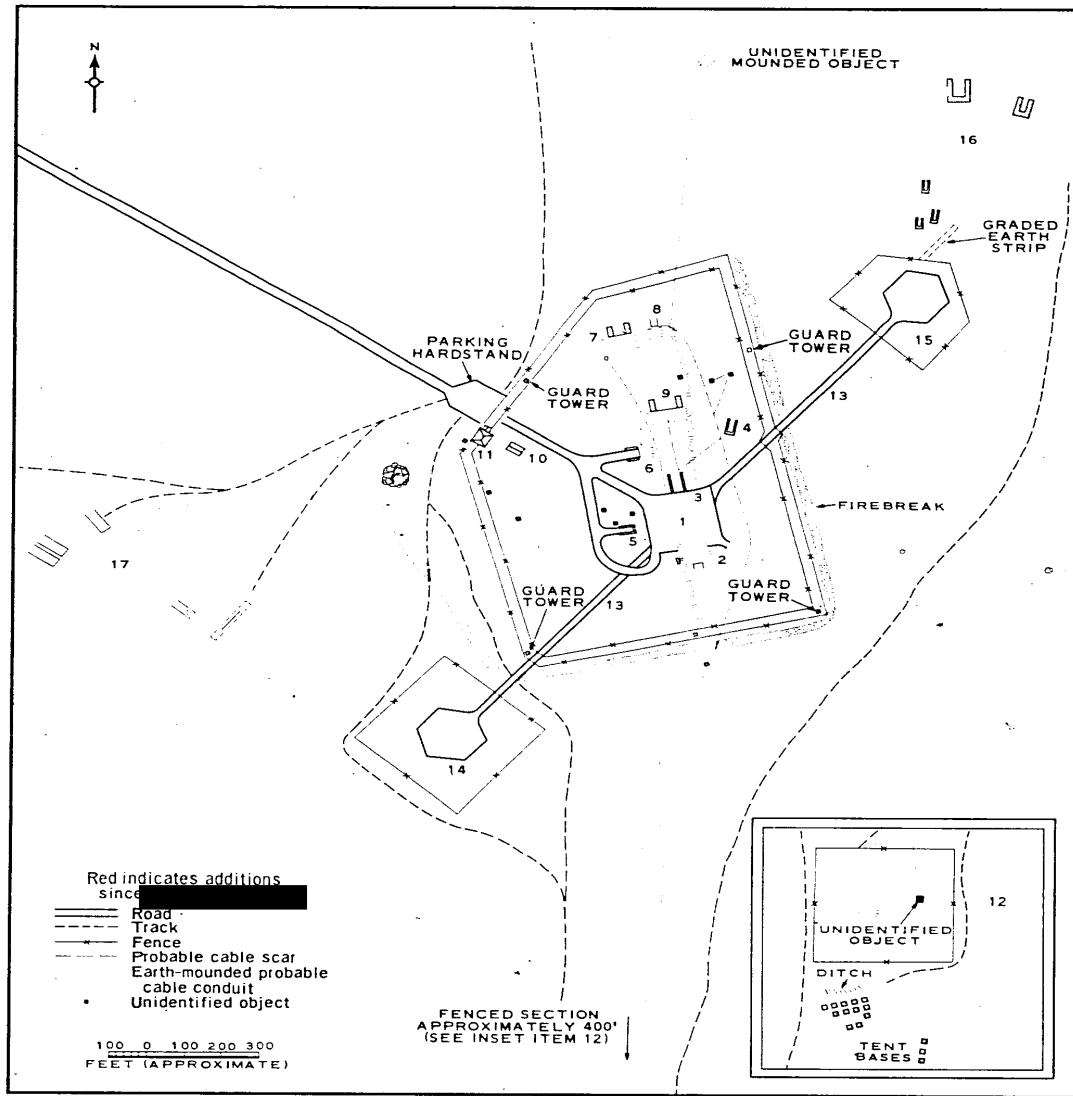 N
UNIDENTIFIED
MOUNDED OBJECT
16
GRADED
EARTH
STRIP
8
7
PARKING
HARDSTAND
GUARD
TOWER
15
GUARD
TOWER
13
9
4
11
10
6
3
FIREBREAK
1
5
2
17
GUARD
TOWER
13
GUARD
TOWER
14
Red indicates additions
since
Road
Track
Fence
Probable cable scar
Earth-mounded probable
cable conduit
Unidentified object
100 0 100 200 300
FEET (APPROXIMATE)
FENCED SECTION
APPROXIMATELY 400'
(SEE INSET ITEM 12)
12
UNIDENTIFIED
OBJECT
DITCH
TENT
BASES